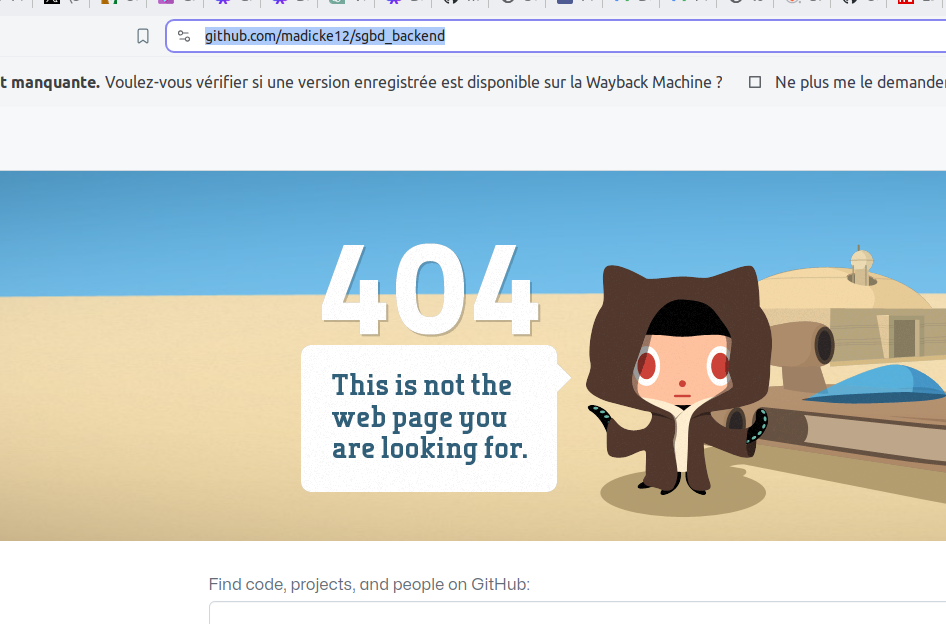 github.com/madicke12/sgbd_backend
t manquante. Voulez-vous vérifier si une version enregistrée est disponible sur la Wayback Machine ? Ne plus me le demander
404
This is not the
web page you
are looking for.
Find code, projects, and people on GitHub: